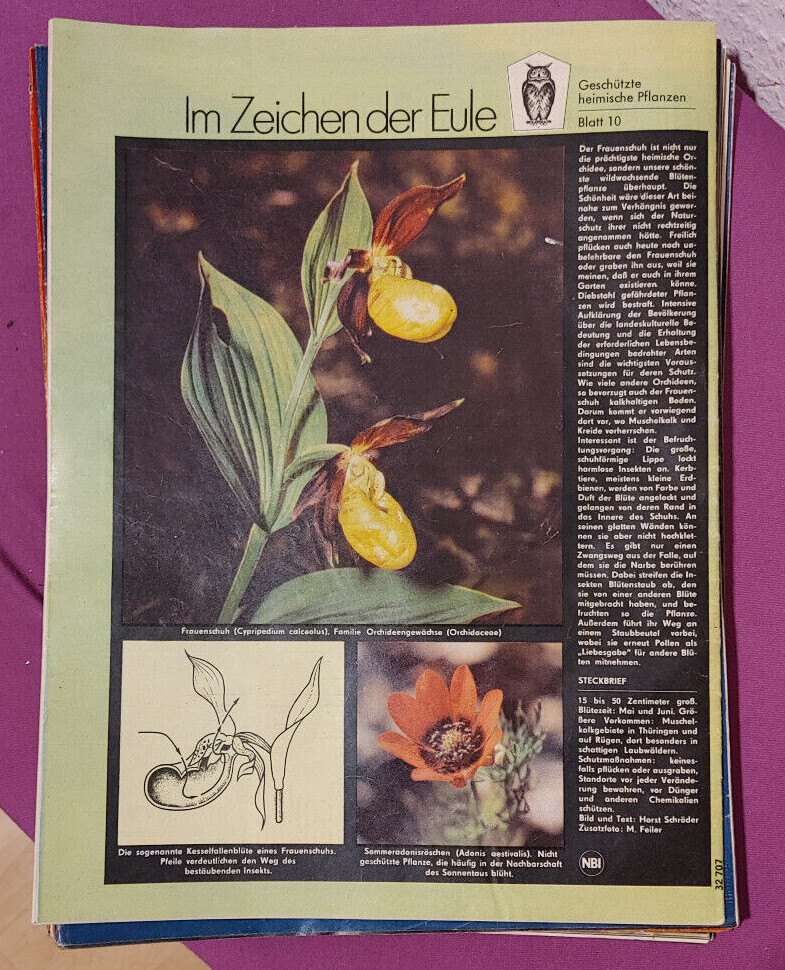 Im Zeichen der Eule
Geschützte
heimische Pflanzen
Blatt 10
Der Frauenschuh ist nicht nur
die prächtigste heimische Or-
chidee, sondern unsere schön-
ste wildwachsende Blüten-
pflanze überhaupt. Die
Schönheit wäre dieser Art bei-
nahe zum Verhängnis gewor-
den, wenn sich der Natur-
schutz ihrer nicht rechtzeitig
angenommen hätte. Freilich
pflücken auch heute noch un-
belehrbare den Frauenschuh
oder graben ihn aus, weil sie
meinen, daß er auch in ihrem
Garten existieren könne.
Diebstahl gefährdeter Pflan-
zen wird bestraft. Intensive
Aufklärung der Bevölkerung
über die landeskulturelle Be-
deutung und die Erhaltung
der erforderlichen Lebensbe-
dingungen bedrohter Arten
sind die wichtigsten Voraus-
setzungen für deren Schutz.
Wie viele andere Orchideen,
so bevorzugt auch der Frauen-
schuh kalkhaltigen Boden.
Darum kommt er vorwiegend
dort vor, wo Muschelkalk und
Kreide vorherrschen.
Interessant ist der Befruch-
tungsvorgang: Die große,
schuhförmige Lippe lockt
harmlose Insekten an. Kerb-
tiere, meistens kleine Erd-
bienen, werden von Farbe und
Duft der Blüte angelockt und
gelangen von deren Rand in
das Innere des Schuhs. An
seinen glatten Wänden kön-
nen sie aber nicht hochklet-
tern. Es gibt nur einen
Zwangsweg aus der Falle, auf
dem sie die Narbe berühren
müssen. Dabei streifen die In-
sekten Blütenstaub ab, den
sie von einer anderen Blüte
mitgebracht haben, und be-
fruchten so die Pflanze.
Außerdem führt ihr Weg an
einem Staubbeutel vorbei,
wobei sie erneut Pollen als
„Liebesgabe" für andere Blü-
ten mitnehmen.
STECKBRIEF
15 bis 50 Zentimeter groß.
Blütezeit: Mai und Juni. Grö-
ßere Vorkommen: Muschel-
kalkgebiete in Thüringen und
auf Rügen, dort besonders in
schattigen Laubwäldern.
Schutzmaßnahmen: keines-
falls pflücken oder ausgraben,
Standorte vor jeder Verände-
rung bewahren, vor Dünger
und anderen Chemikalien
schützen.
Bild und Text: Horst Schröder
Zusatzfoto: M. Feiler
Frauenschuh (Cypripedium calceolus), Familie Orchideengewächse (Orchidaceae)
Die sogenannte Kesselfallenblüte eines Frauenschuhs.
Pfeile verdeutlichen den Weg des
bestäubenden Insekts.
Sommeradonisröschen (Adonis aestivalis). Nicht
geschützte Pflanze, die häufig in der Nachbarschaft
des Sonnentaus blüht.
NBI
32 707